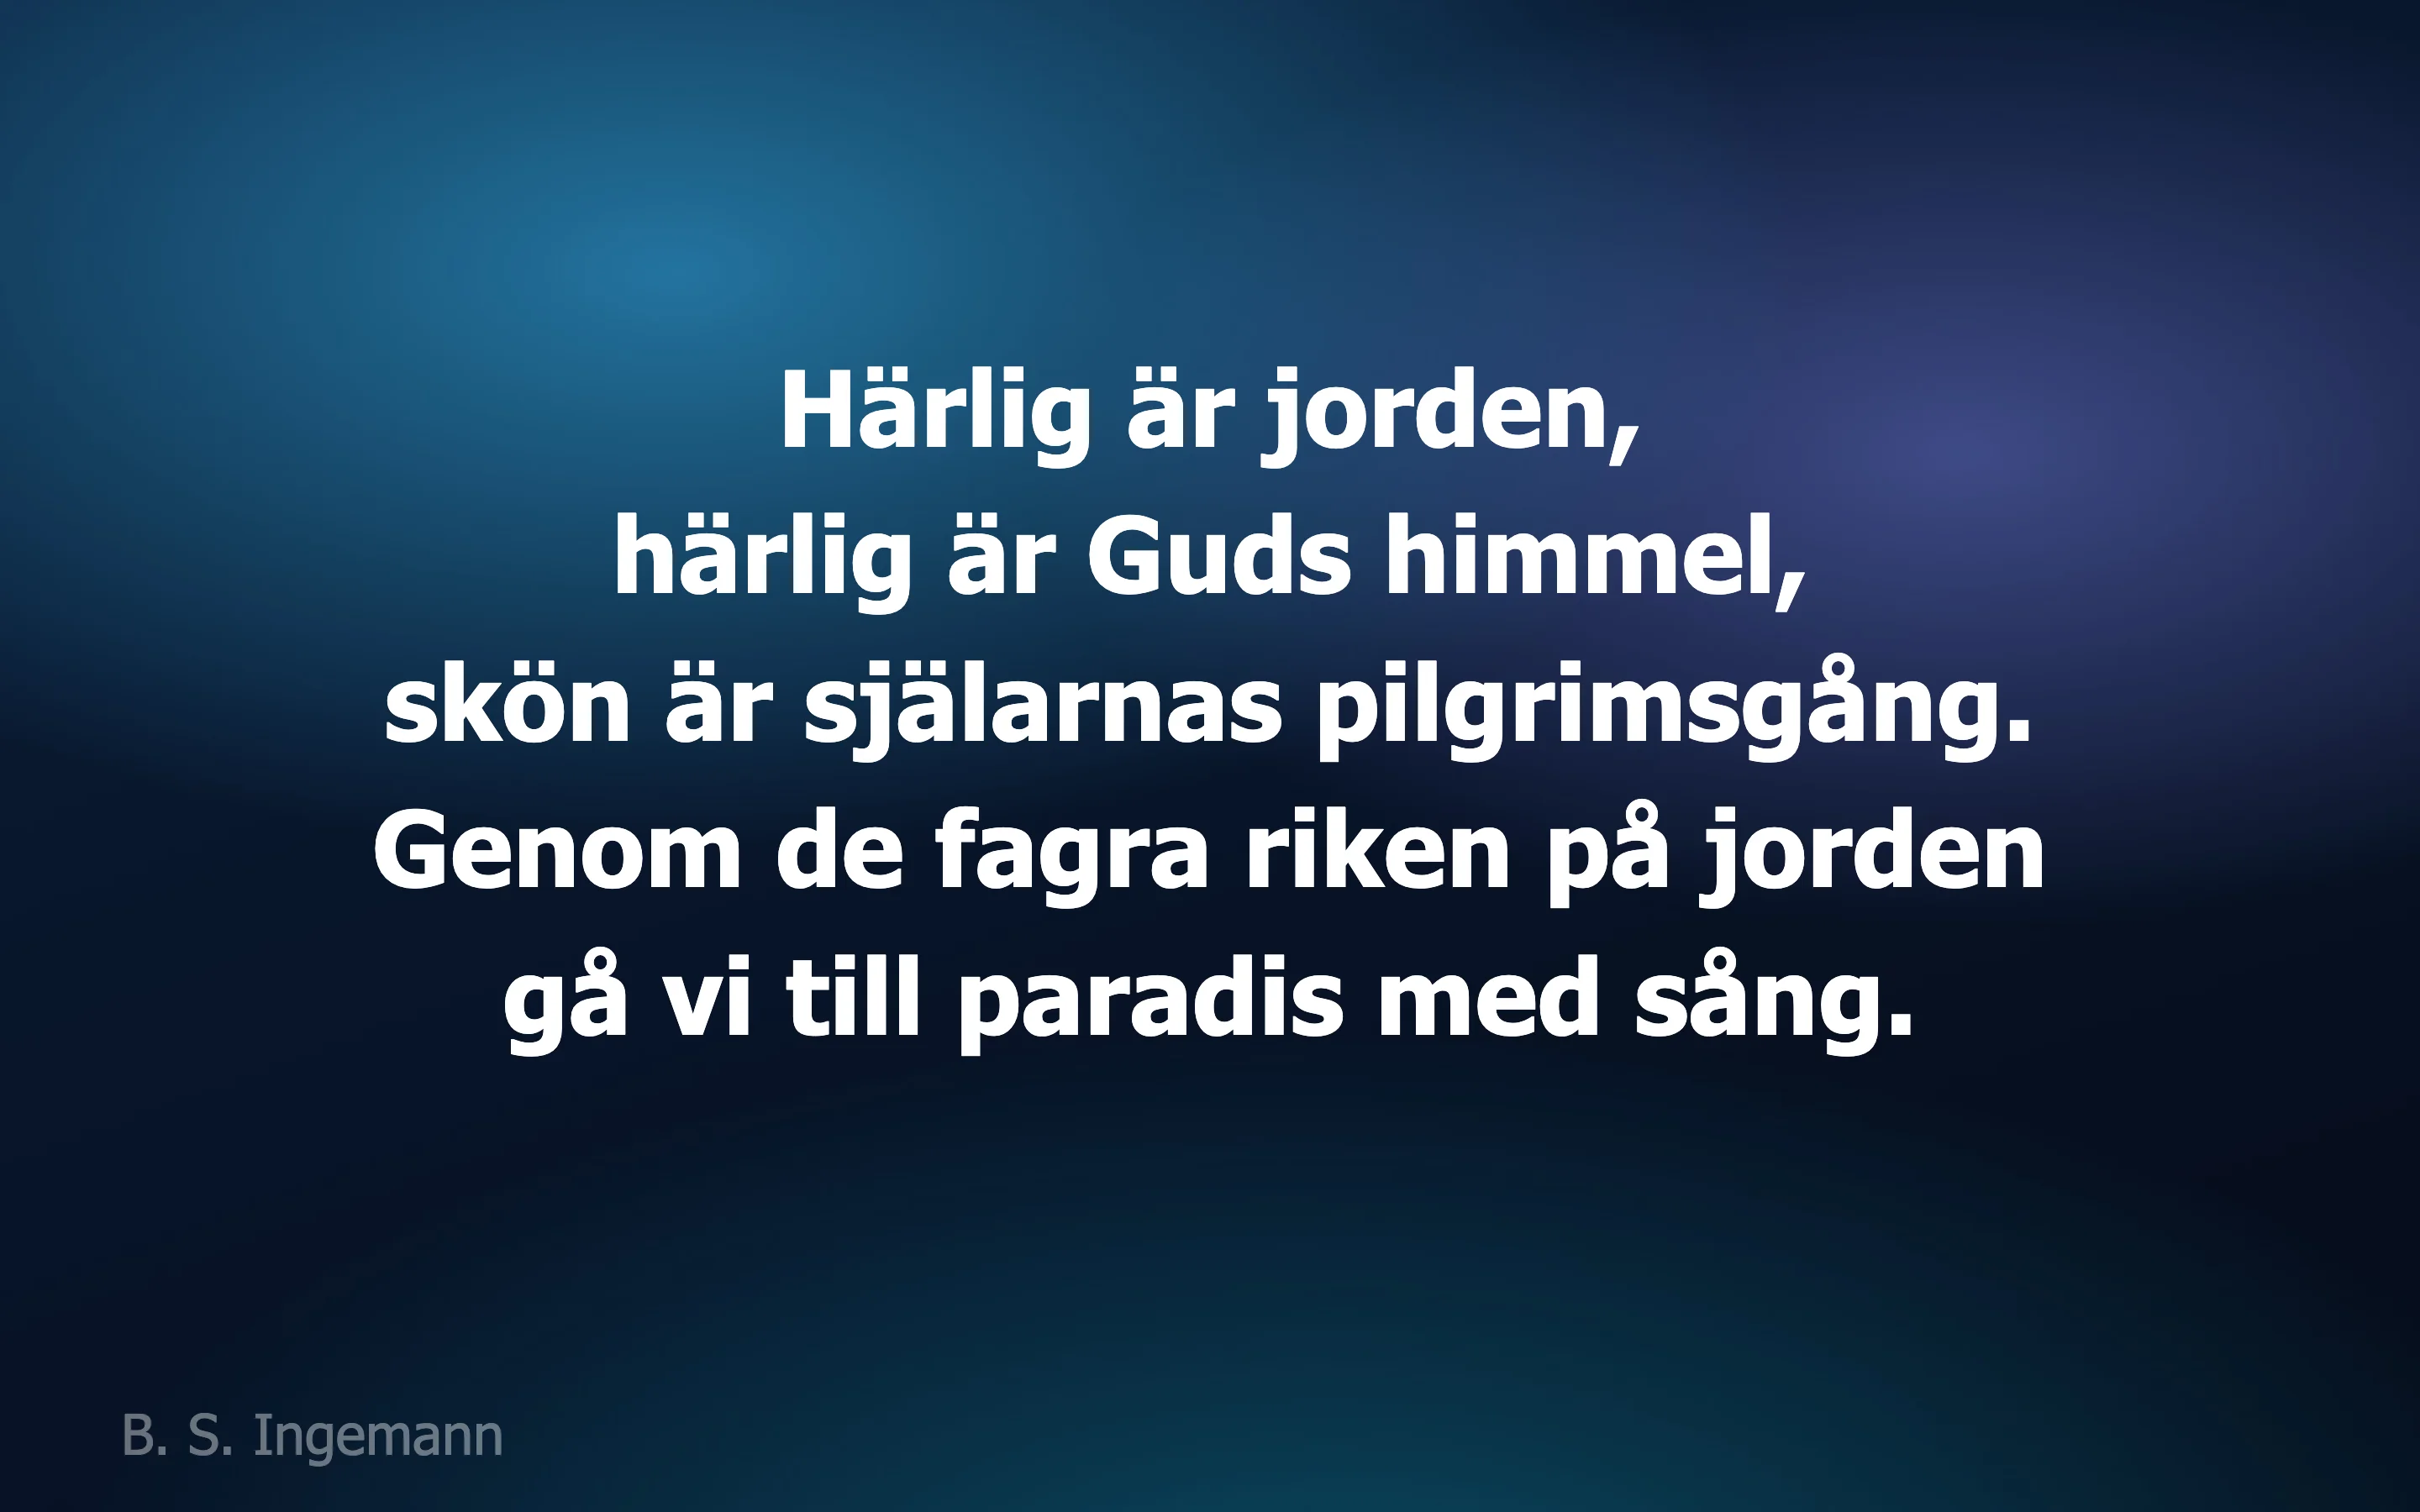 Härlig är jorden,
härlig är Guds himmel,
skön är själarnas pilgrimsgång.
Genom de fagra riken på jorden
gå vi till paradis med sång.
B. S. Ingemann